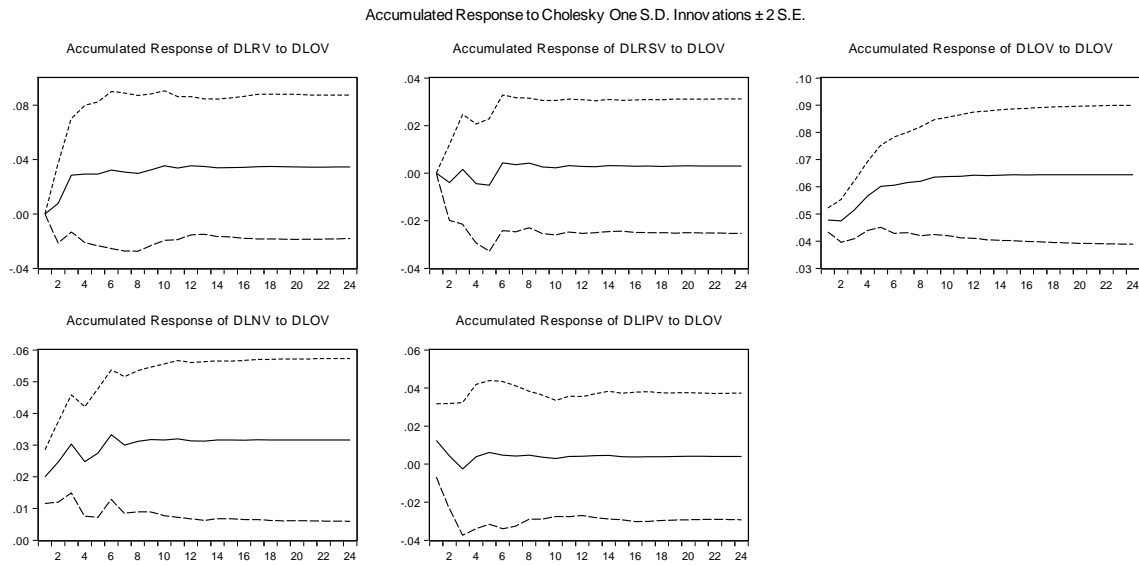 Accumulated Response to Cholesky One S.D. Innovations ± 2 S.E.
Accumulated Response of DLRV to DLOV
.08
.04
.00
-.04
2 4 6 8 10 12 14 16 18 20 22 24
Accumulated Response of DLRSV to DLOV
.04
.02
.00
-.02
-.04
2 4 6 8 10 12 14 16 18 20 22 24
Accumulated Response of DLOV to DLOV
.10
.09
.08
.07
.06
.05
.04
.03
2 4 6 8 10 12 14 16 18 20 22 24
Accumulated Response of DLNV to DLOV
.06
.05
.04
.03
.02
.01
.00
2 4 6 8 10 12 14 16 18 20 22 24
Accumulated Response of DLIPV to DLOV
.06
.04
.02
.00
-.02
-.04
2 4 6 8 10 12 14 16 18 20 22 24